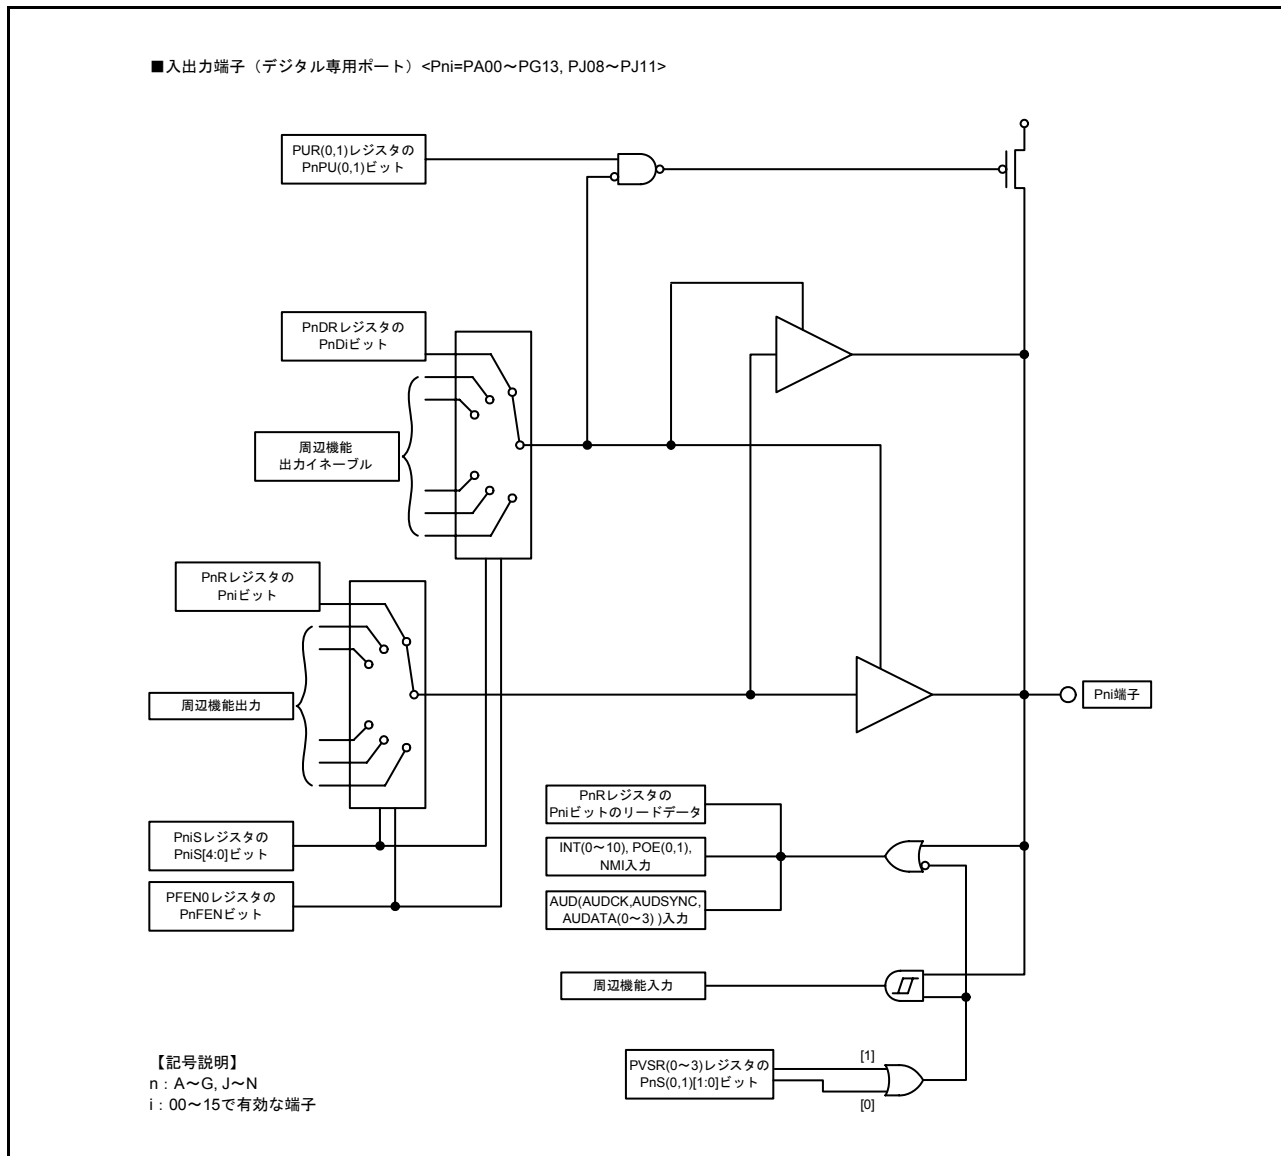 ■入出力端子（デジタル専用ポート）<Pni=PA00～PG13, PJ08～PJ11>
PUR(0,1)レジスタの
PnPU(0,1)ビット
PnDRレジスタの
PnDiビット
周辺機能
出力イネーブル
PnRレジスタの
Pniビット
周辺機能出力
Pni端子
PnRレジスタの
Pniビットのリードデータ
PniSレジスタの
PniS[4:0]ビット
INT(0～10), POE(0,1),
NMI入力
PFEN0レジスタの
PnFENビット
AUD(AUDCK,AUDSYNC,
AUDATA(0～3) )入力
周辺機能入力
PVSR(0～3)レジスタの
PnS(0,1)[1:0]ビット
[1]
[0]
【記号説明】
n：A～G, J～N
i：00～15で有効な端子